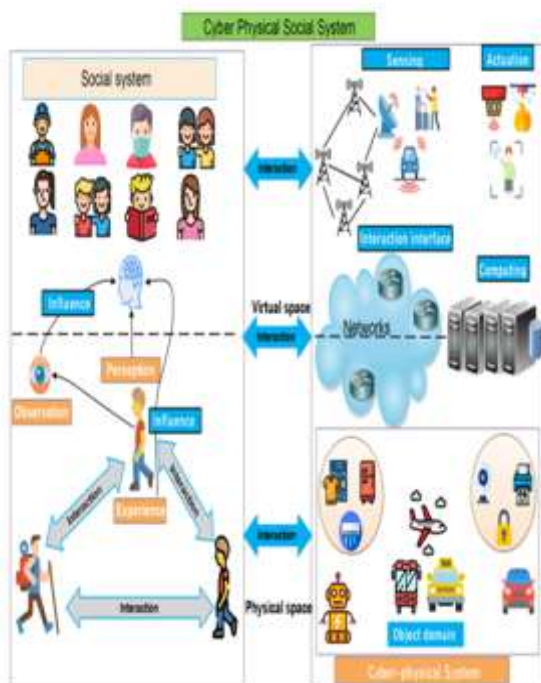 Cyber Physical Social System
Social system
Sensing
Actuation
Interaction
Interaction interface
Computing
Influence
Virtual space
Networks
Interaction
Perception
Observation
Influence
Interaction
Interaction
Experience
Interaction
Interaction
Physical space
Object domain
Cyber-physical System